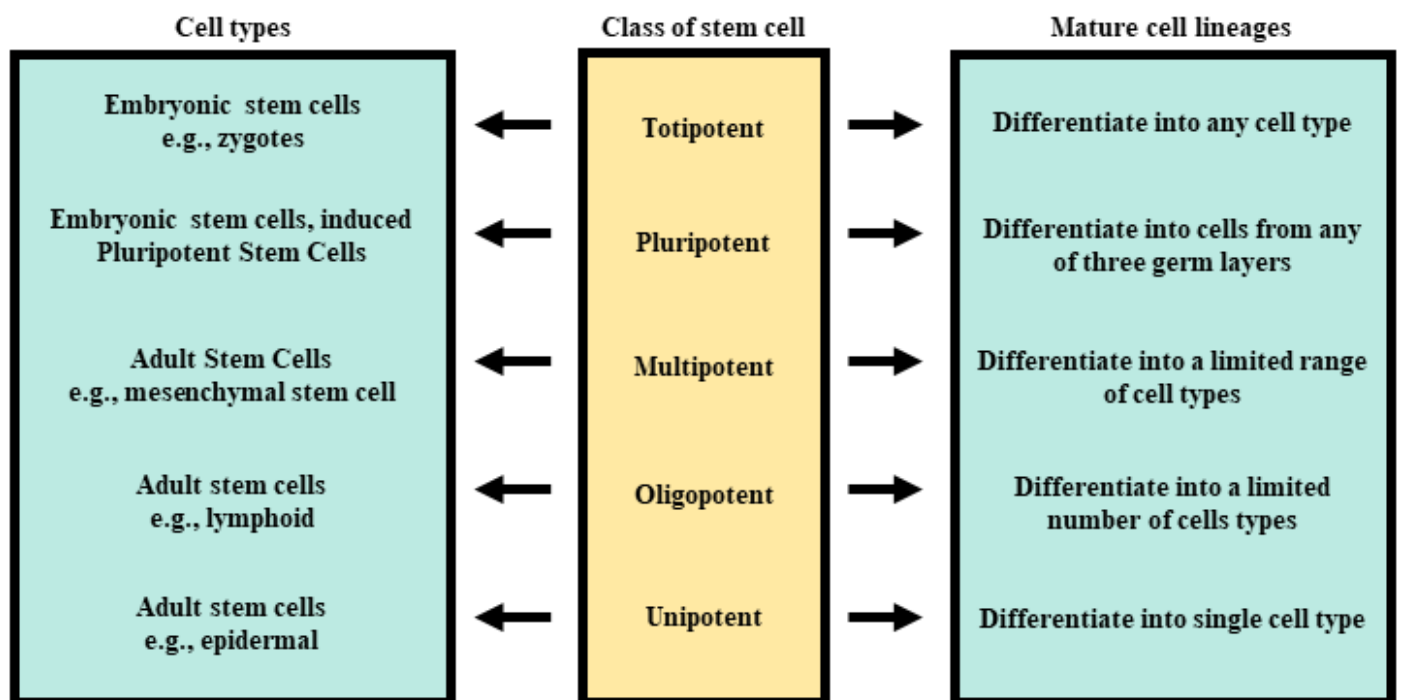 Cell types
Class of stem cell
Mature cell lineages
Embryonic stem cells
e.g., zygotes
Totipotent
Differentiate into any cell type
Embryonic stem cells, induced
Pluripotent Stem Cells
Pluripotent
Differentiate into cells from any
of three germ layers
Adult Stem Cells
e.g., mesenchymal stem cell
Multipotent
Differentiate into a limited range
of cell types
Adult stem cells
e.g., lymphoid
Oligopotent
Differentiate into a limited
number of cells types
Adult stem cells
e.g., epidermal
Unipotent
Differentiate into single cell type